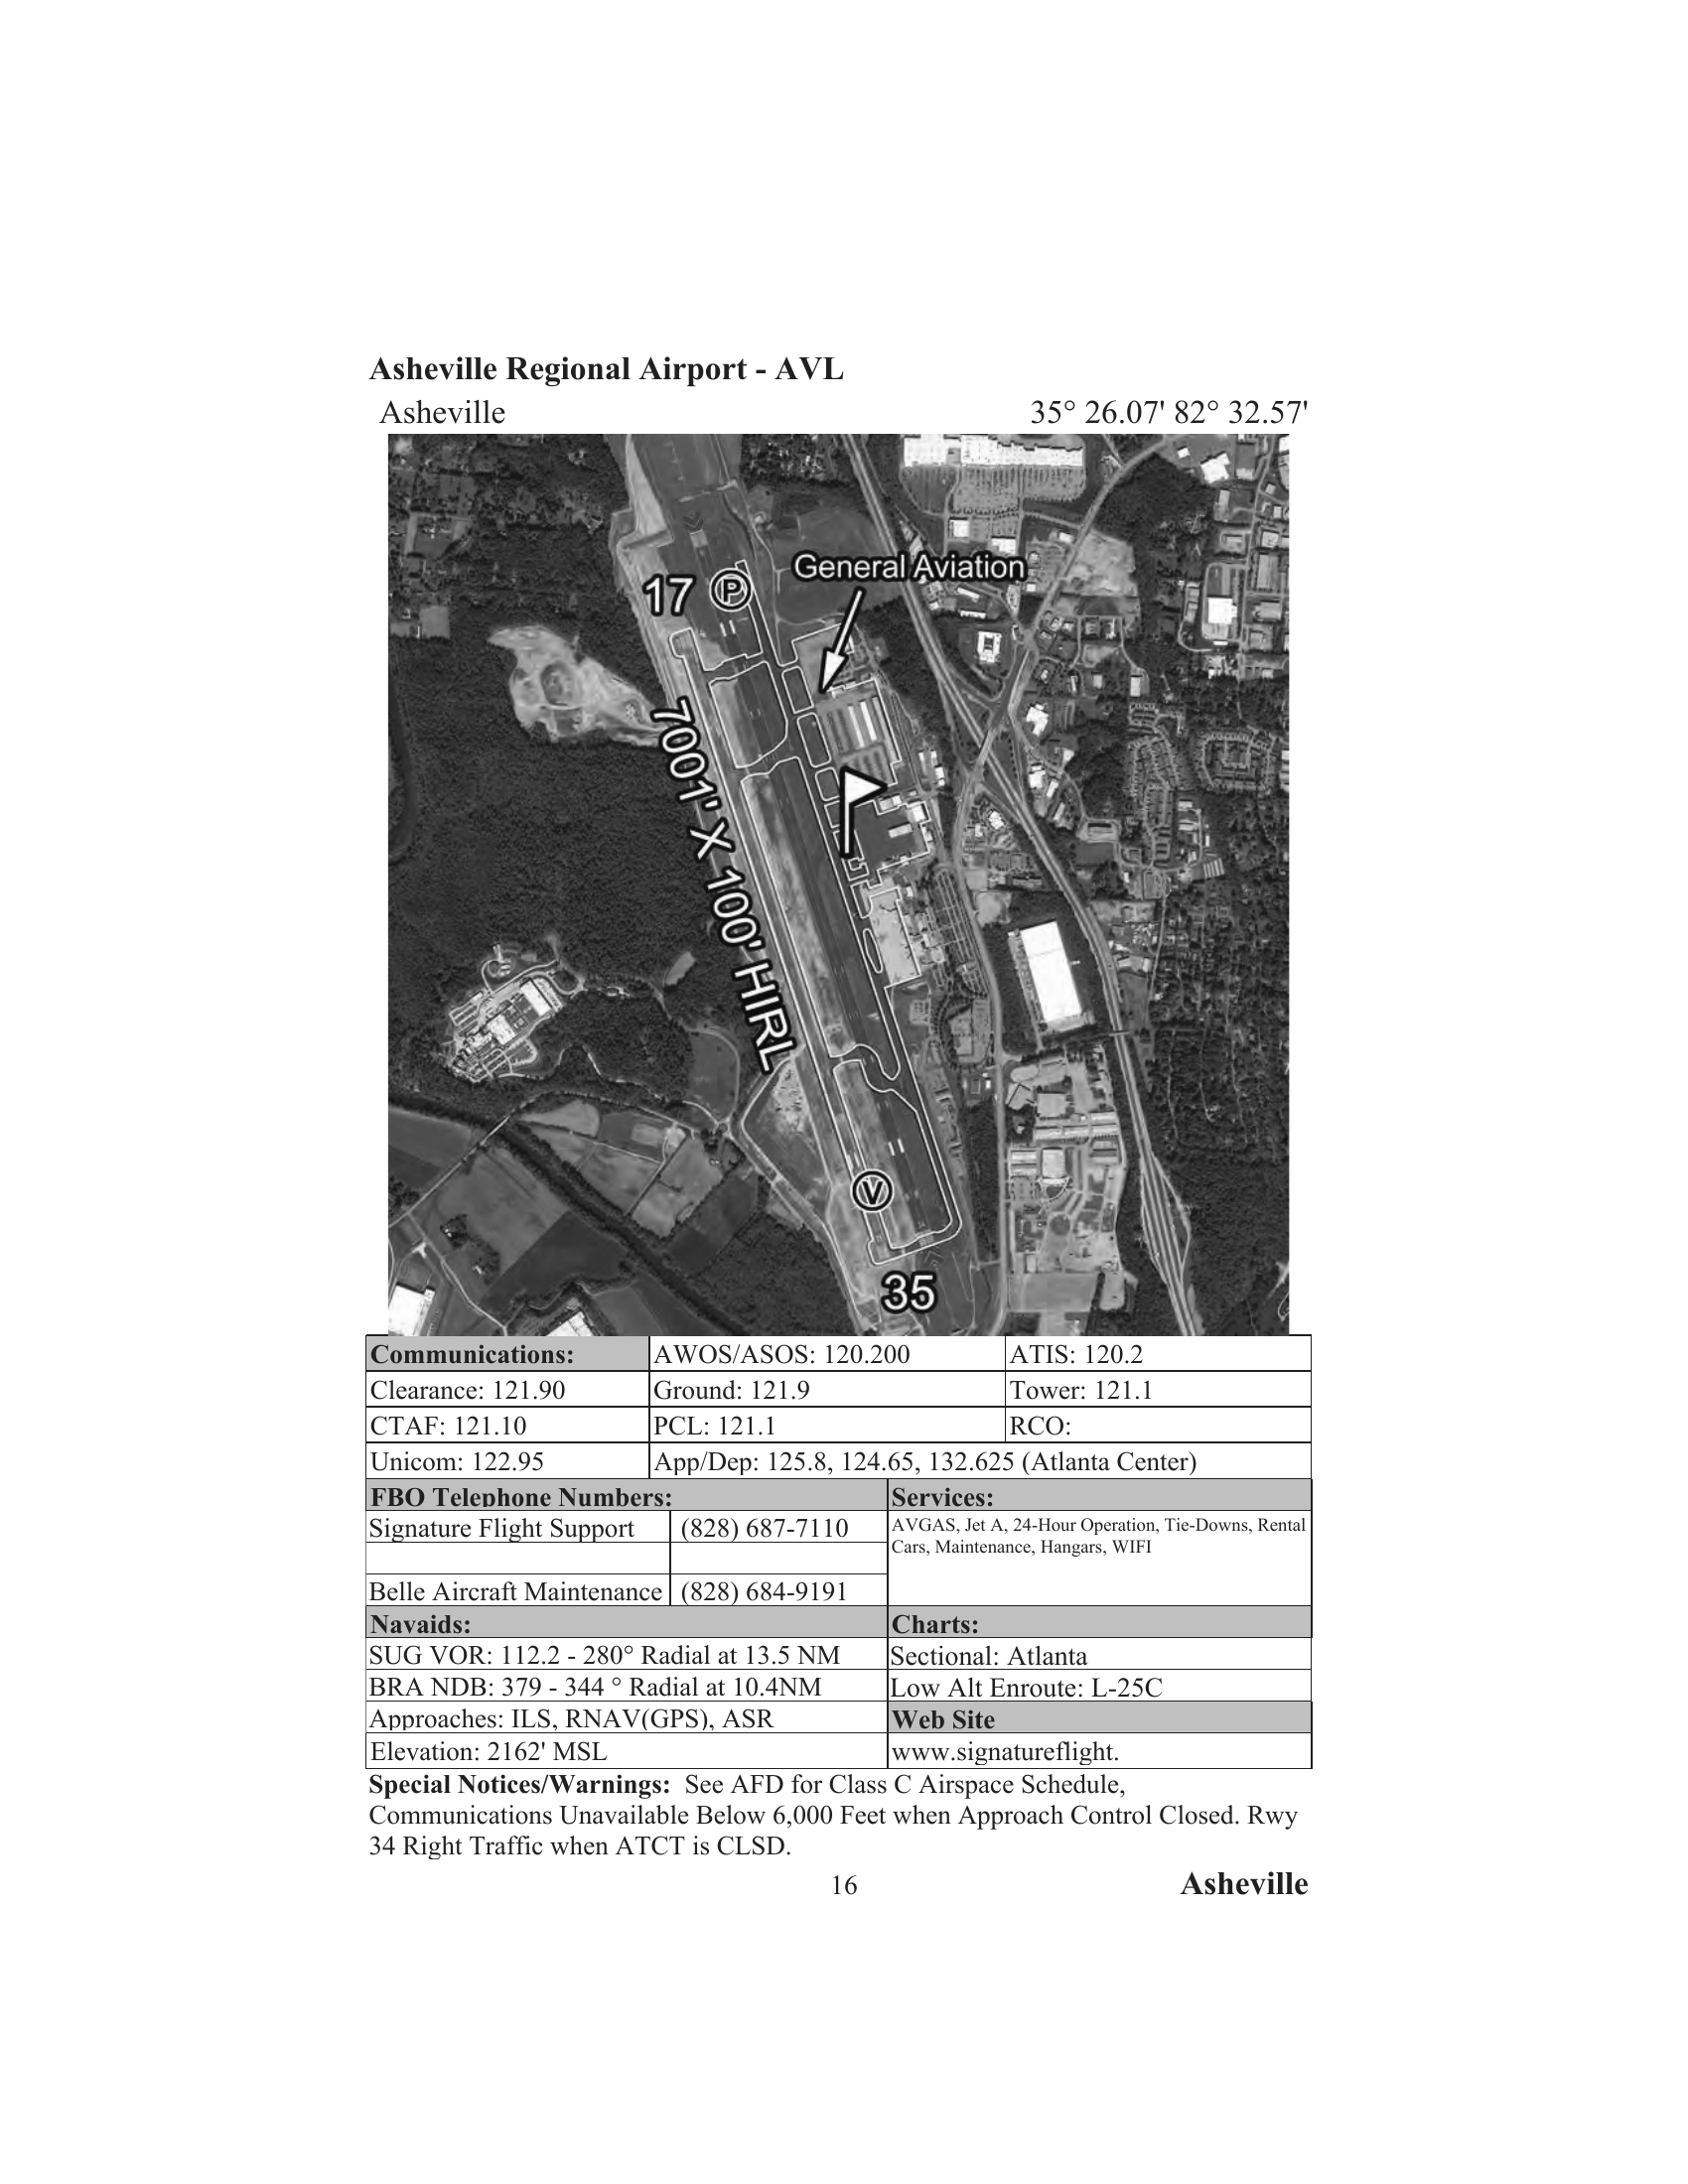 Asheville Regional Airport - AVL
Asheville 35° 26.07' 82° 32.57'
General Aviation
17 P
7001' X 100' HIRL
V
35
Communications: AWOS/ASOS: 120.200 ATIS: 120.2
Clearance: 121.90 Ground: 121.9 Tower: 121.1
CTAF: 121.10 PCL: 121.1 RCO:
Unicom: 122.95 App/Dep: 125.8, 124.65, 132.625 (Atlanta Center)
FBO Telephone Numbers: Services:
Signature Flight Support (828) 687-7110 AVGAS, Jet A, 24-Hour Operation, Tie-Downs, Rental
Cars, Maintenance, Hangars, WIFI
Belle Aircraft Maintenance (828) 684-9191
Navaids: Charts:
SUG VOR: 112.2 - 280° Radial at 13.5 NM Sectional: Atlanta
BRA NDB: 379 - 344 ° Radial at 10.4NM Low Alt Enroute: L-25C
Approaches: ILS, RNAV(GPS), ASR Web Site
Elevation: 2162' MSL www.signatureflight.
Special Notices/Warnings: See AFD for Class C Airspace Schedule,
Communications Unavailable Below 6,000 Feet when Approach Control Closed. Rwy
34 Right Traffic when ATCT is CLSD.
16 Asheville